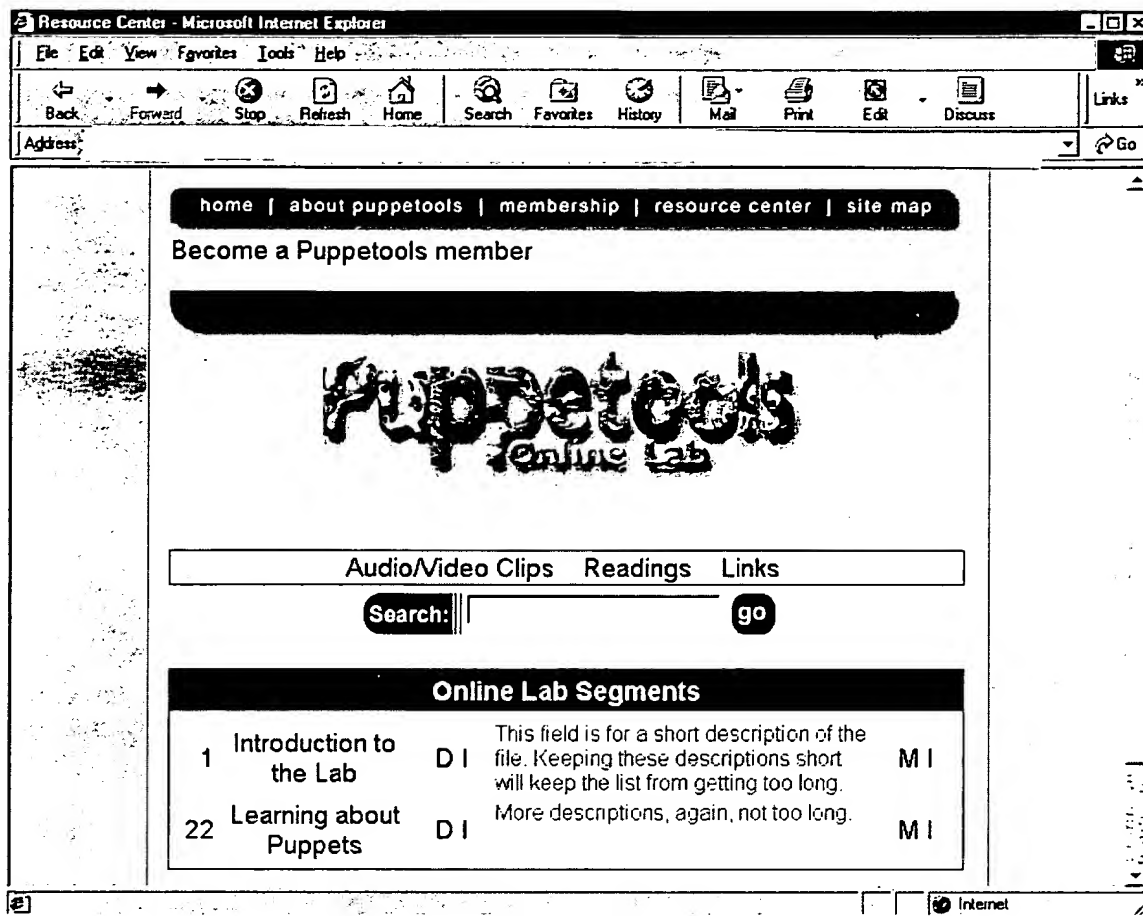 Resource Center - Microsoft Internet Explorer
File Edit View Favorites Tools Help
Back Forward Stop Refresh Home Search Favorites History Mail Print Edit Discuss Links »
Address Go
home | about puppetools | membership | resource center | site map
Become a Puppetools member
Puppetools
Online Lab
Audio/Video Clips Readings Links
Search: go
Online Lab Segments
1 Introduction to the Lab D I This field is for a short description of the file. Keeping these descriptions short will keep the list from getting too long. M I
22 Learning about Puppets D I More descriptions, again, not too long. M I
Internet